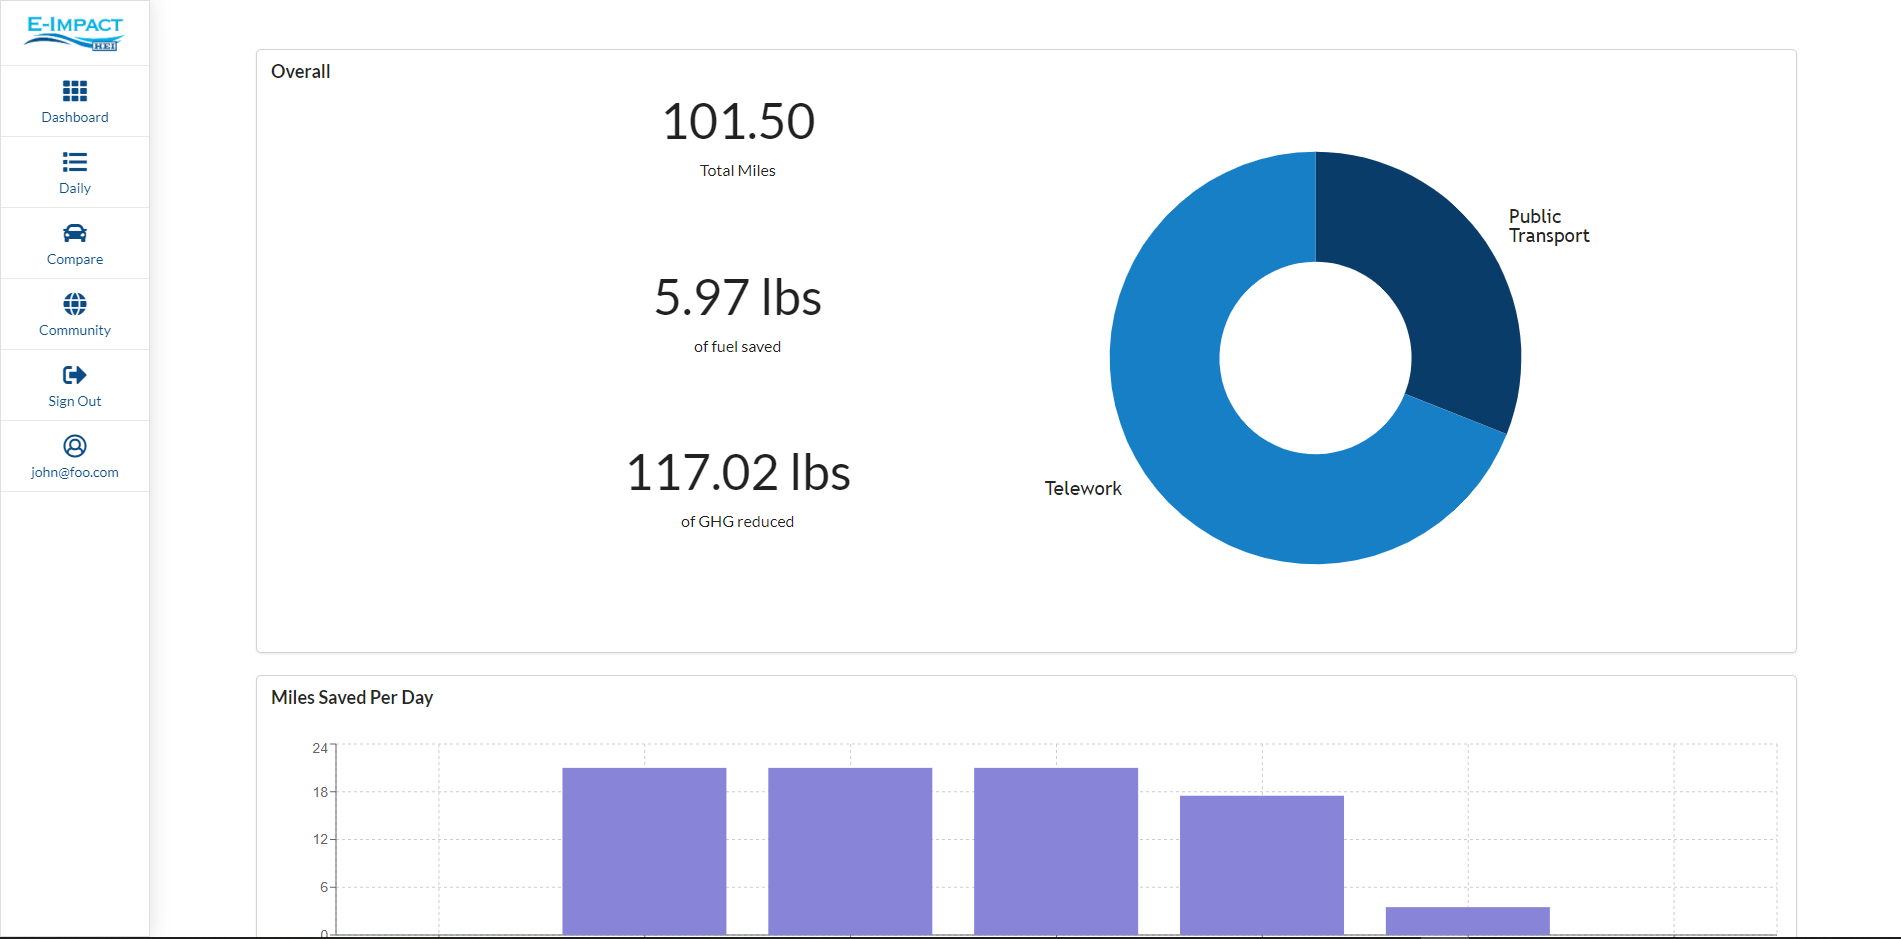 E-IMPACT
HEI
Dashboard
Daily
Compare
Community
Sign Out
john@foo.com
Overall
101.50
Total Miles
5.97 lbs
of fuel saved
117.02 lbs
of GHG reduced
Public
Transport
Telework
Miles Saved Per Day
24
18
12
6
0